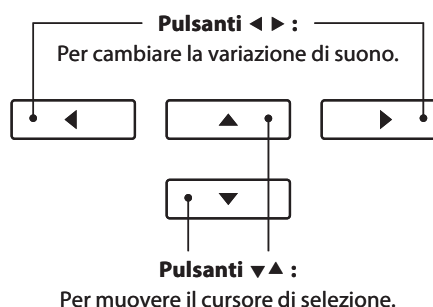 Pulsanti ◀ ▶ :
Per cambiare la variazione di suono.
Pulsanti ▼▲ :
Per muovere il cursore di selezione.